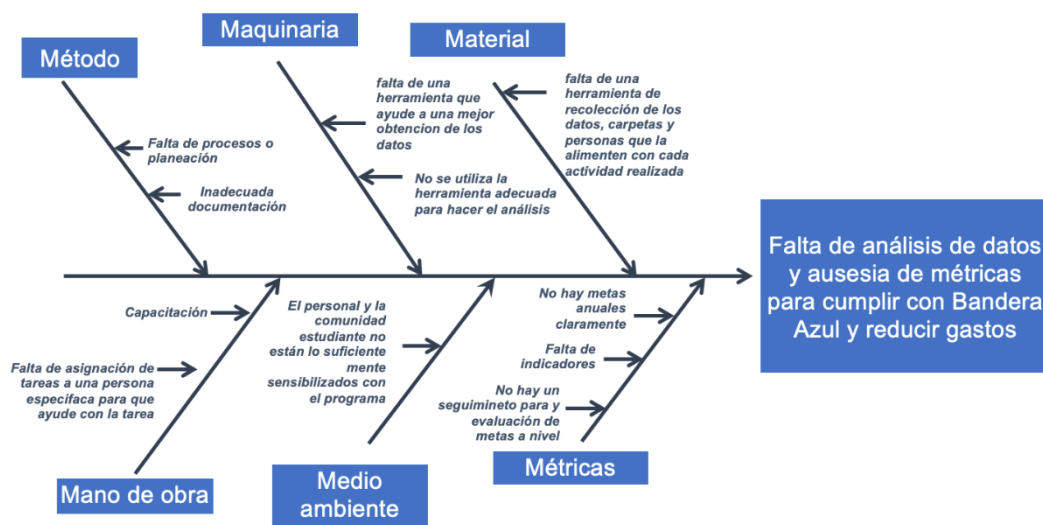 Método
Maquinaria
Material
Falta de procesos o
planeación
Inadecuada
documentación
falta de una
herramienta que
ayude a una mejor
obtencion de los
datos
No se utiliza la
herramienta adecuada
para hacer el análisis
falta de una
herramienta de
recolección de los
datos, carpetas y
personas que la
alimenten con cada
actividad realizada
Falta de análisis de datos
y ausesia de métricas
para cumplir con Bandera
Azul y reducir gastos
Capacitación
Falta de asignación de
tareas a una persona
especifaca para que
ayude con la tarea
El personal y la
comunidad
estudiante no
están lo suficiente
mente
sensibilizados con
el programa
No hay metas
anuales
claramente
Falta de
indicadores
No hay un
seguimineto para y
evaluación de
metas a nivel
Mano de obra
Medio
ambiente
Métricas